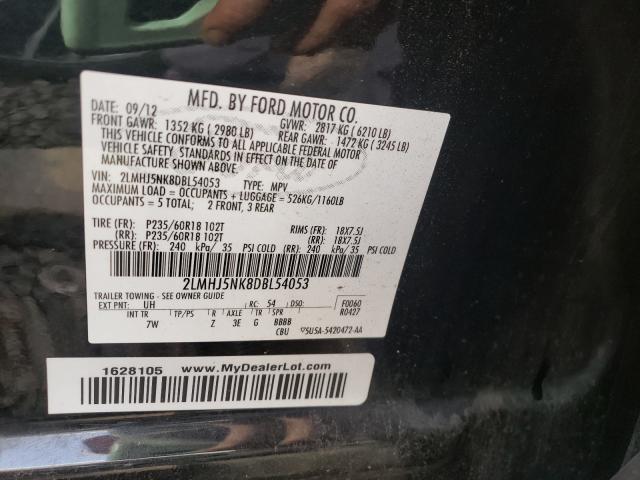 MFD. BY FORD MOTOR CO.
DATE: 09/12
FRONT GAWR: 1352 KG ( 2980 LB) GVWR: 2817 KG ( 6210 LB)
REAR GAWR: 1472 KG ( 3245 LB)
THIS VEHICLE CONFORMS TO ALL APPLICABLE FEDERAL MOTOR
VEHICLE SAFETY STANDARDS IN EFFECT ON THE DATE OF
MANUFACTURE SHOWN ABOVE.
VIN: 2LMHJ5NK8DBL54053 TYPE: MPV
MAXIMUM LOAD = OCCUPANTS + LUGGAGE = 526KG/1160LB
OCCUPANTS = 5 TOTAL; 2 FRONT, 3 REAR
TIRE (FR): P235/60R18 102T RIMS (FR): 18X7.5J
(RR): P235/60R18 102T (RR): 18X7.5J
PRESSURE (FR): 240 kPa/ 35 PSI COLD (RR): 240 kPa/ 35 PSI COLD
2LMHJ5NK8DBL54053
TRAILER TOWING - SEE OWNER GUIDE
EXT PNT: UH RC: 54 DSO: F0060
INT TR TP/PS R AXLE TR SPR R0427
7W Z 3E G BBBB
CBU 5U5A-5420472-AA
1628105 www.MyDealerLot.com